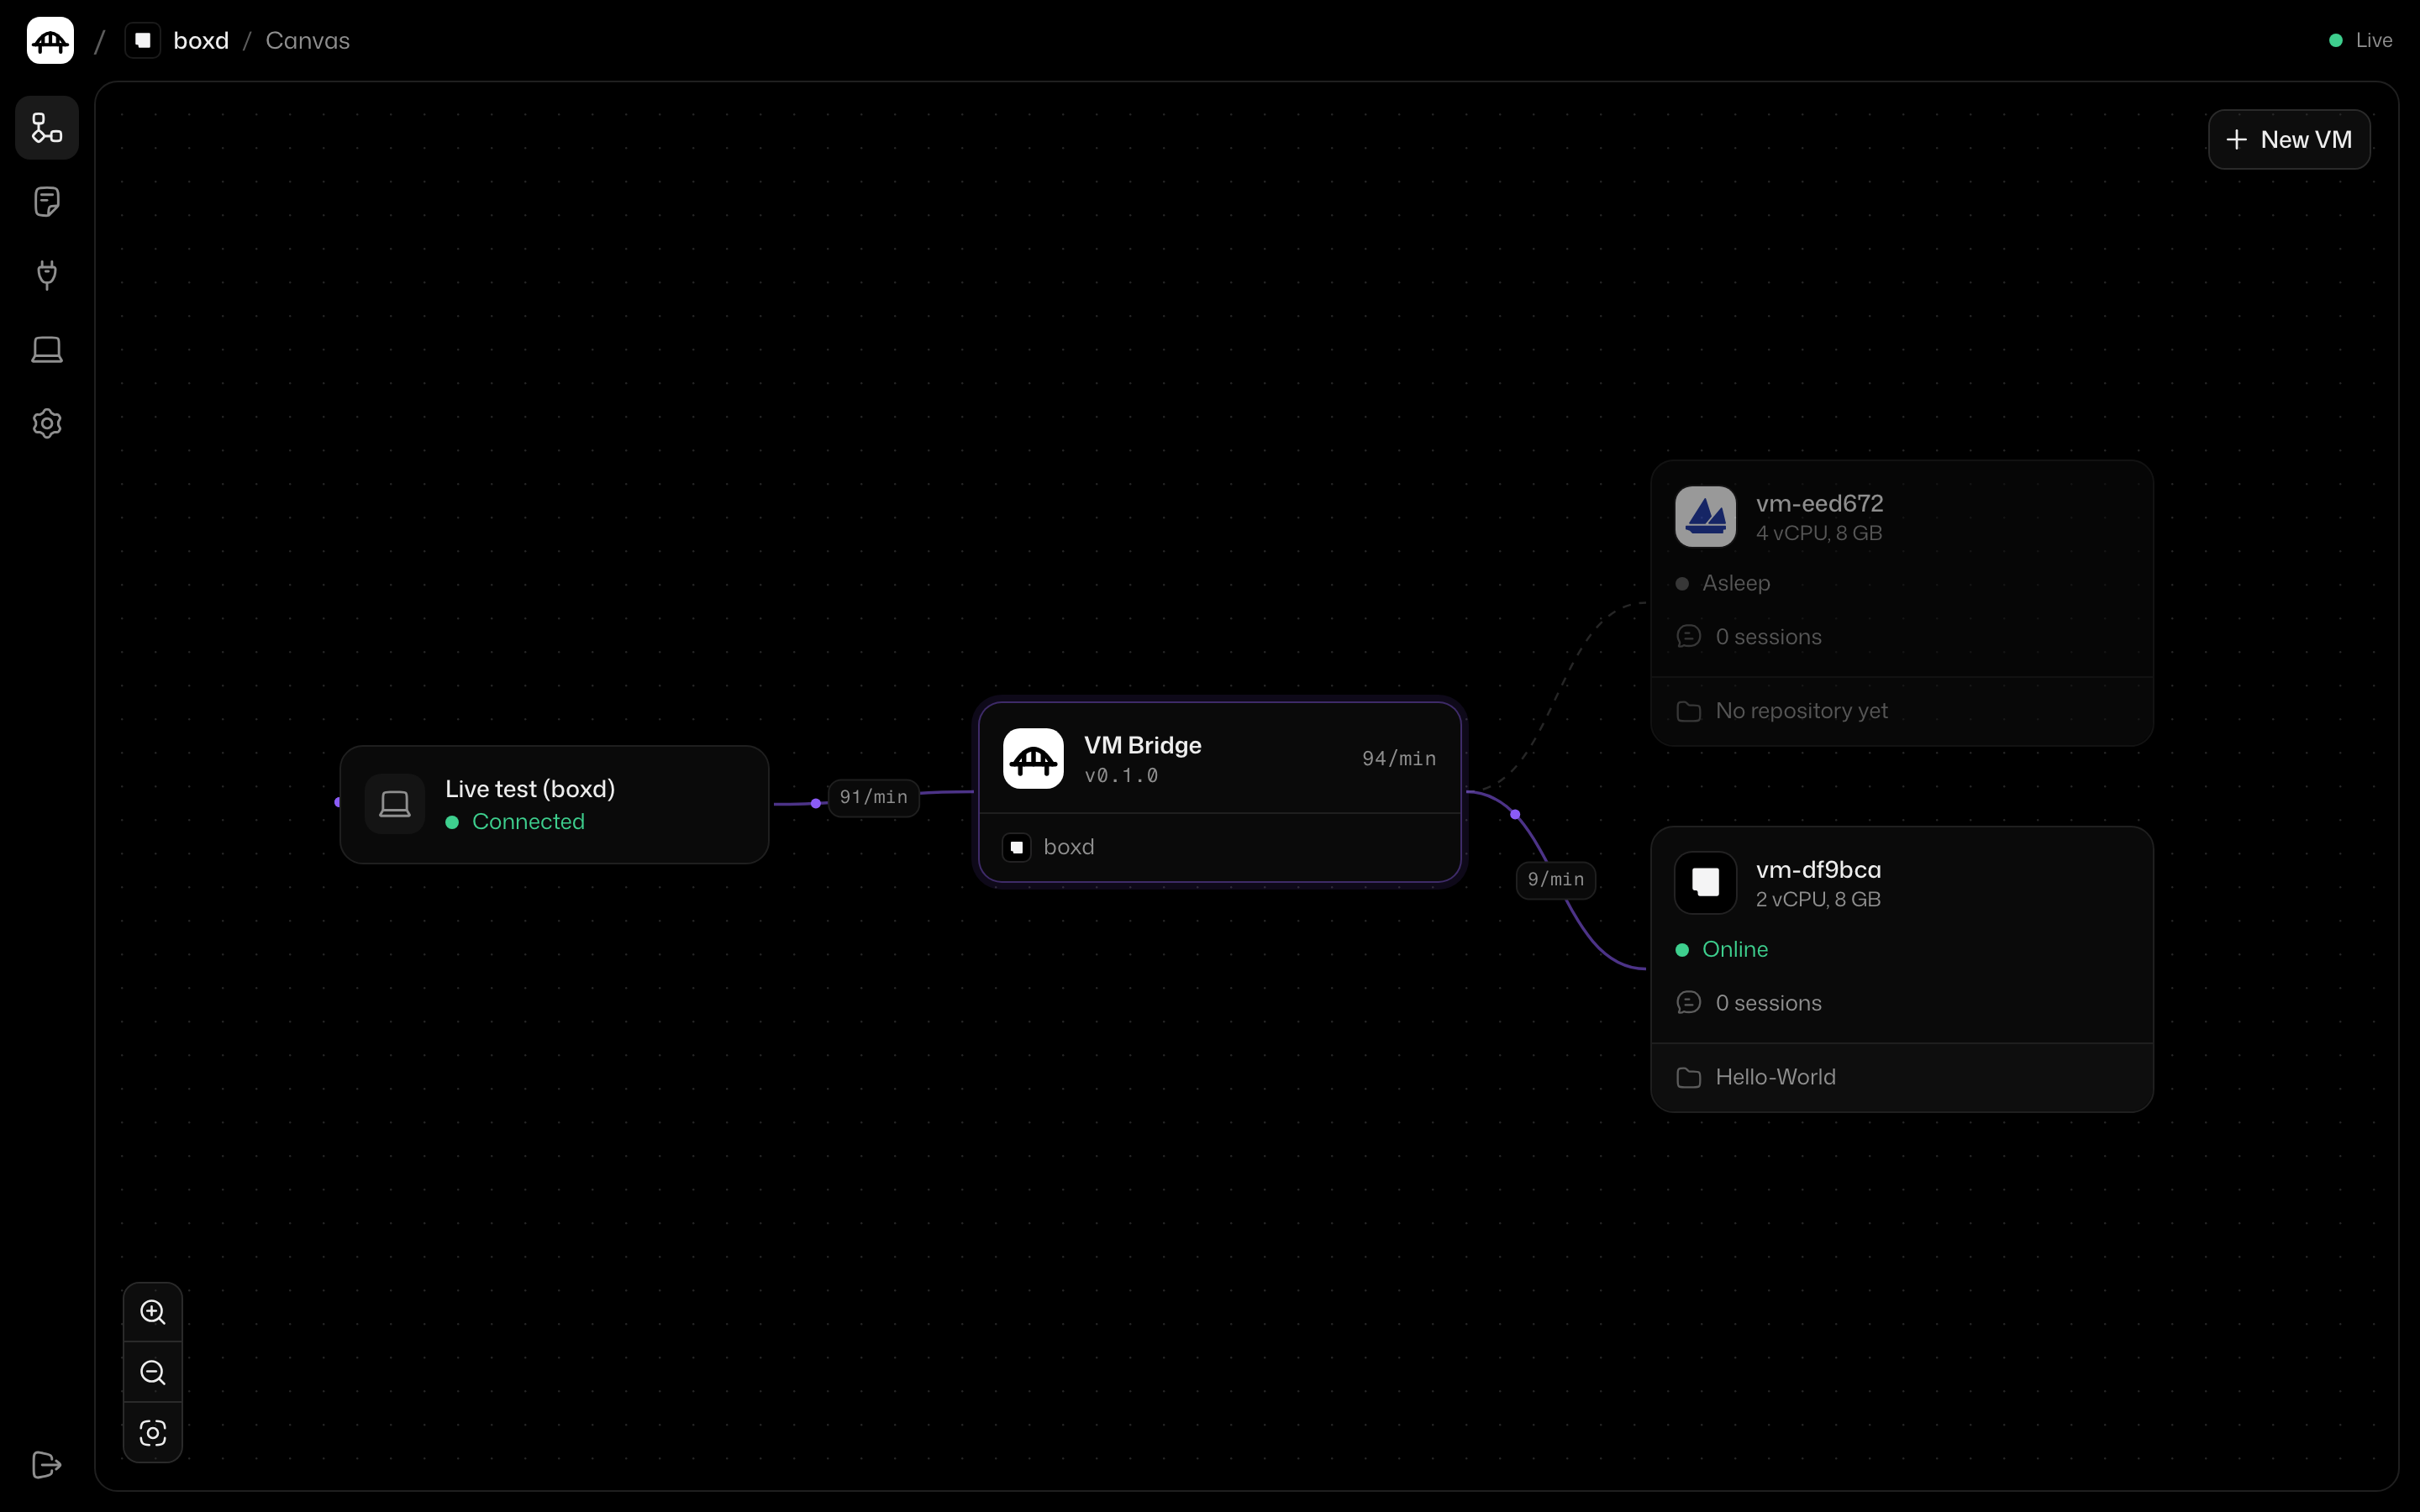 / boxd / Canvas
Live
New VM
vm-eed672
4 vCPU, 8 GB
Asleep
0 sessions
No repository yet
Live test (boxd)
Connected
91/min
VM Bridge
v0.1.0
94/min
boxd
9/min
vm-df9bca
2 vCPU, 8 GB
Online
0 sessions
Hello-World